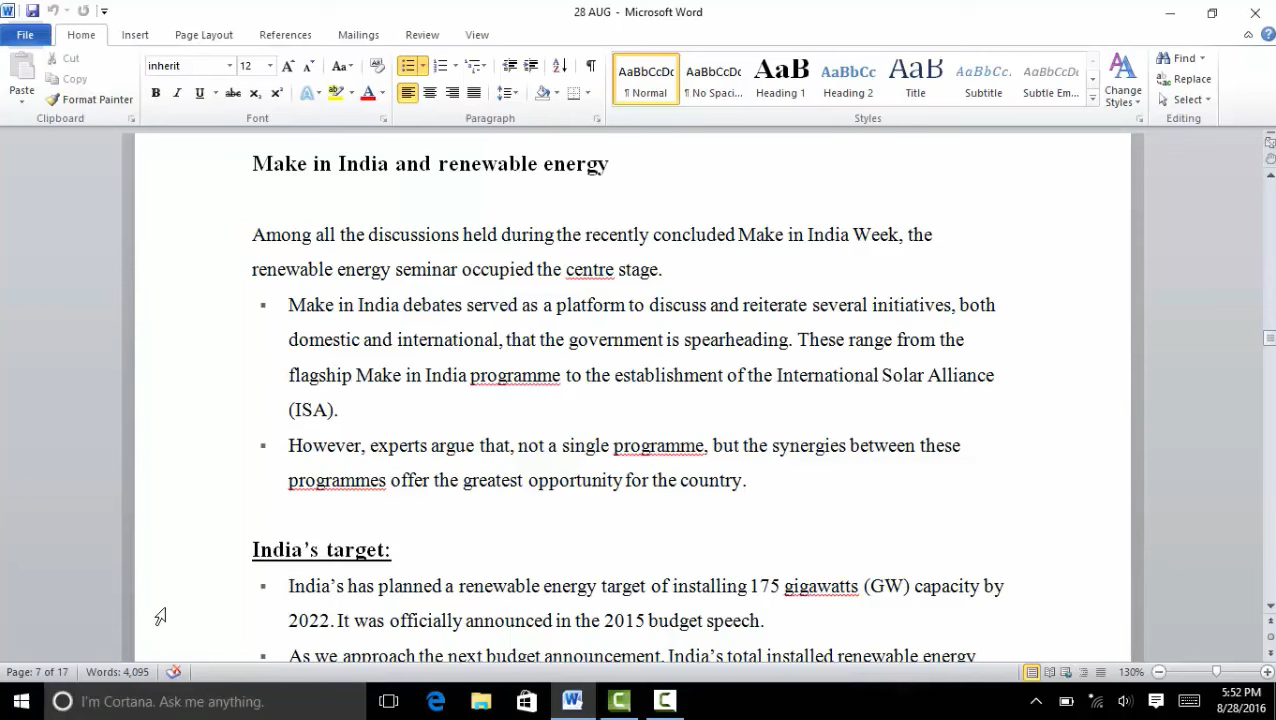 28 AUG - Microsoft Word
File Home Insert Page Layout References Mailings Review View
Paste Cut Copy Format Painter
inherit 12
AaBbCcDc AaBbCcDc AaB AaBbCc AaB AaBbCcDc AaBbCcDc
¶ Normal ¶ No Spaci... Heading 1 Heading 2 Title Subtitle Subtle Em...
Change Styles
Find Replace Select
Clipboard Font Paragraph Styles Editing
Make in India and renewable energy
Among all the discussions held during the recently concluded Make in India Week, the
renewable energy seminar occupied the centre stage.
▪ Make in India debates served as a platform to discuss and reiterate several initiatives, both
domestic and international, that the government is spearheading. These range from the
flagship Make in India programme to the establishment of the International Solar Alliance
(ISA).
▪ However, experts argue that, not a single programme, but the synergies between these
programmes offer the greatest opportunity for the country.
India's target:
▪ India's has planned a renewable energy target of installing 175 gigawatts (GW) capacity by
2022. It was officially announced in the 2015 budget speech.
▪ As we approach the next budget announcement, India's total installed renewable energy
Page: 7 of 17 Words: 4,095 130%
I'm Cortana. Ask me anything. 5:52 PM
8/28/2016